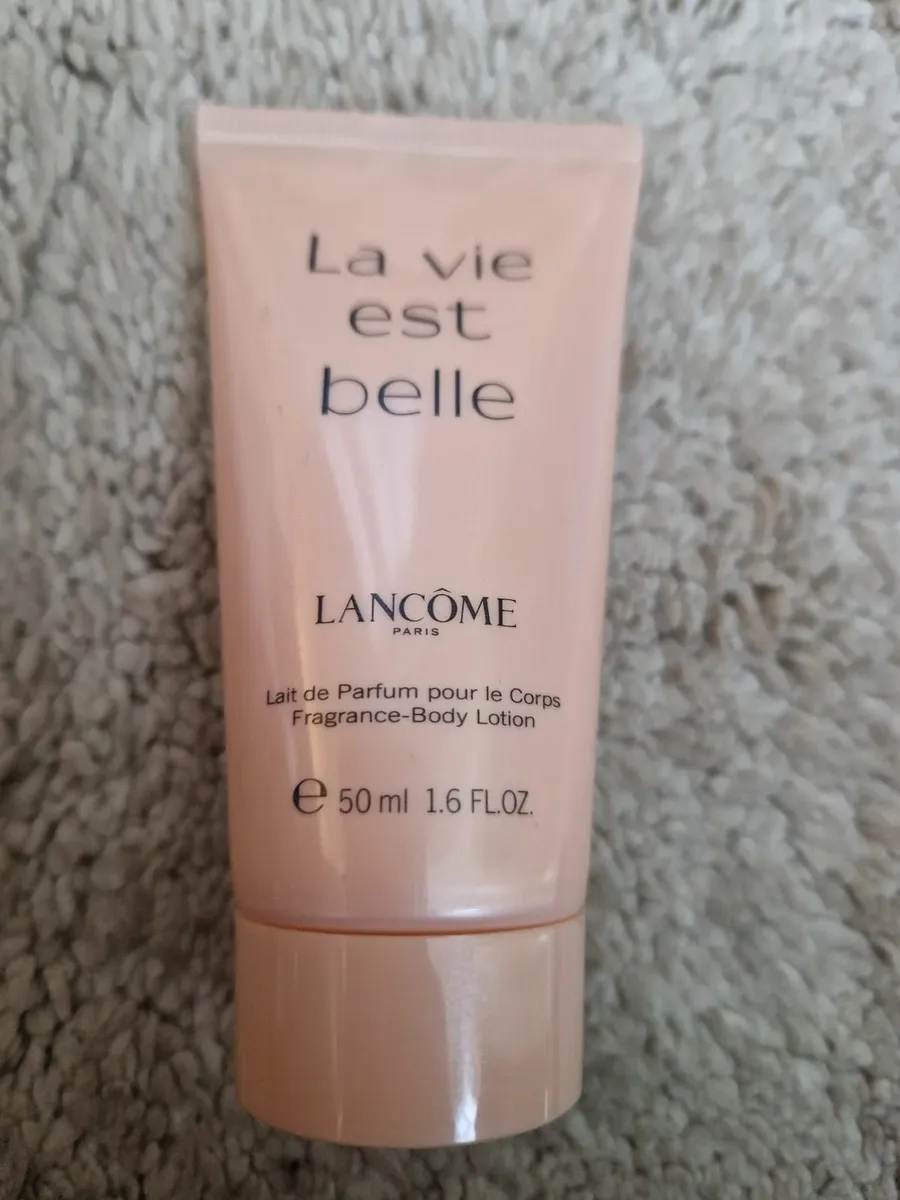 La vie
est
belle
LANCÔME
PARIS
Lait de Parfum pour le Corps
Fragrance-Body Lotion
℮ 50 ml 1.6 FL.OZ.